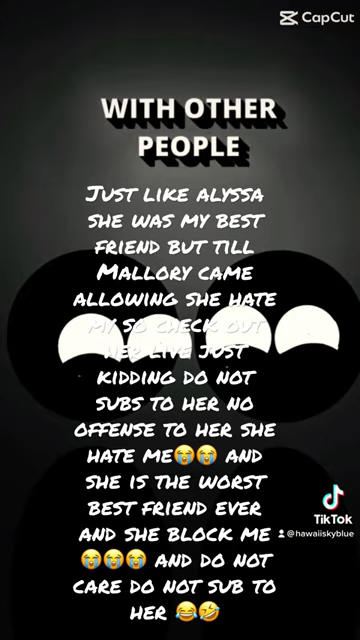 CapCut
WITH OTHER
PEOPLE
JUST LIKE ALYSSA
SHE WAS MY BEST
FRIEND BUT TILL
MALLORY CAME
ALLOWING SHE HATE
MY SO CHECK OUT
HER LIVE JUST
KIDDING DO NOT
SUBS TO HER NO
OFFENSE TO HER SHE
HATE ME😭😭 AND
SHE IS THE WORST
BEST FRIEND EVER
AND SHE BLOCK ME
😭😭😭 AND DO NOT
CARE DO NOT SUB TO
HER 😂🤣
TikTok
@hawaiiskyblue